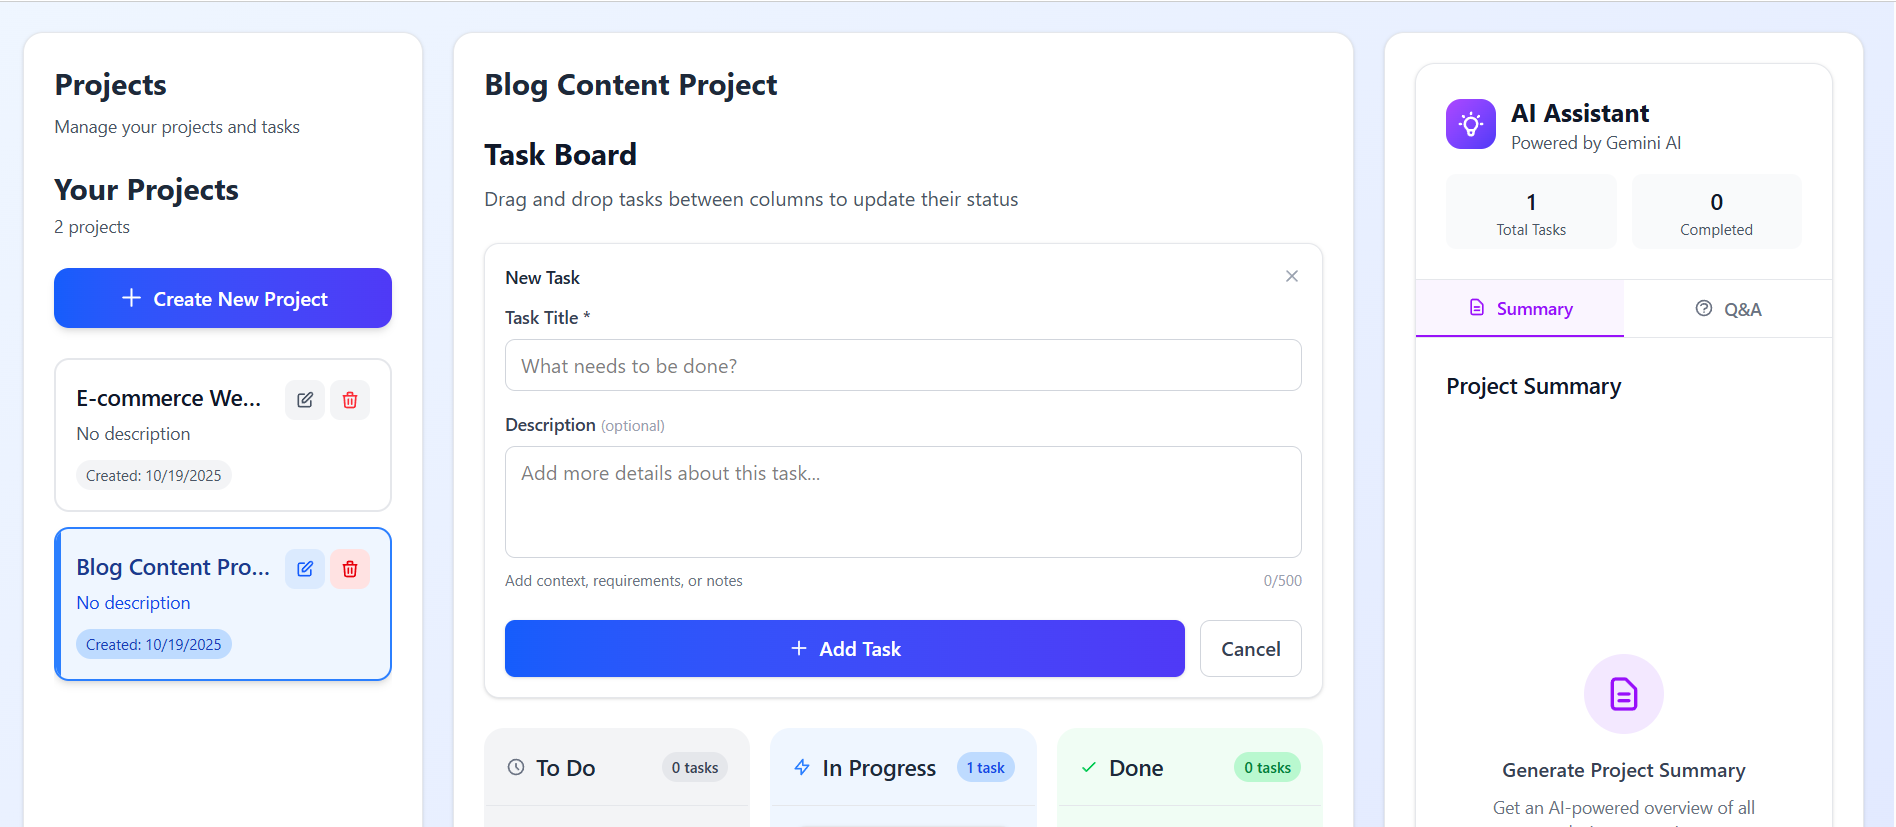 Projects
Manage your projects and tasks
Your Projects
2 projects
Create New Project
E-commerce We...
No description
Created: 10/19/2025
Blog Content Pro...
No description
Created: 10/19/2025
Blog Content Project
Task Board
Drag and drop tasks between columns to update their status
New Task
Task Title *
What needs to be done?
Description (optional)
Add more details about this task...
Add context, requirements, or notes 0/500
Add Task Cancel
To Do 0 tasks
In Progress 1 task
Done 0 tasks
AI Assistant
Powered by Gemini AI
1
Total Tasks
0
Completed
Summary Q&A
Project Summary
Generate Project Summary
Get an AI-powered overview of all